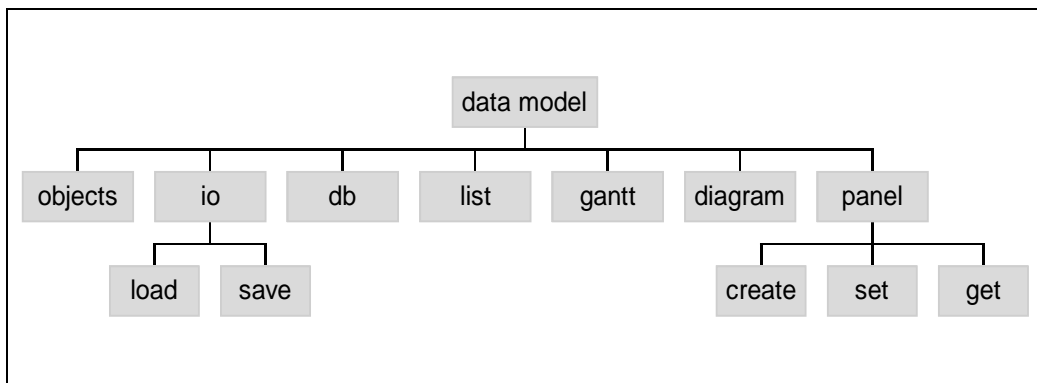 data model
objects io db list gantt diagram panel
load save create set get